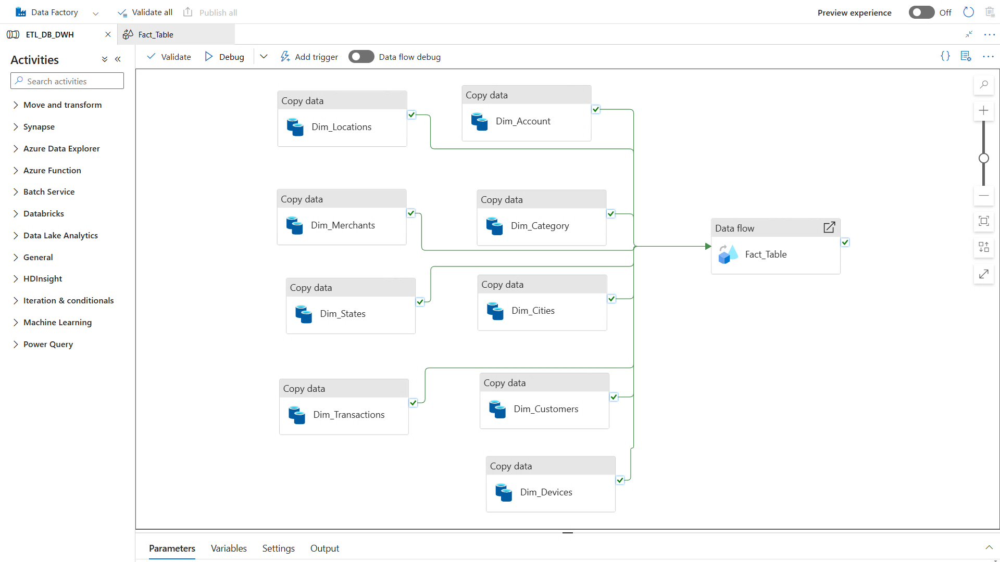 Data Factory
Validate all
Publish all
Preview experience
Off
ETL_DB_DWH
Fact_Table
Activities
Search activities
Move and transform
Synapse
Azure Data Explorer
Azure Function
Batch Service
Databricks
Data Lake Analytics
General
HDInsight
Iteration & conditionals
Machine Learning
Power Query
Validate
Debug
Add trigger
Data flow debug
{}
Copy data
Dim_Locations
Copy data
Dim_Account
Copy data
Dim_Merchants
Copy data
Dim_Category
Data flow
Fact_Table
Copy data
Dim_States
Copy data
Dim_Cities
Copy data
Dim_Transactions
Copy data
Dim_Customers
Copy data
Dim_Devices
Parameters
Variables
Settings
Output